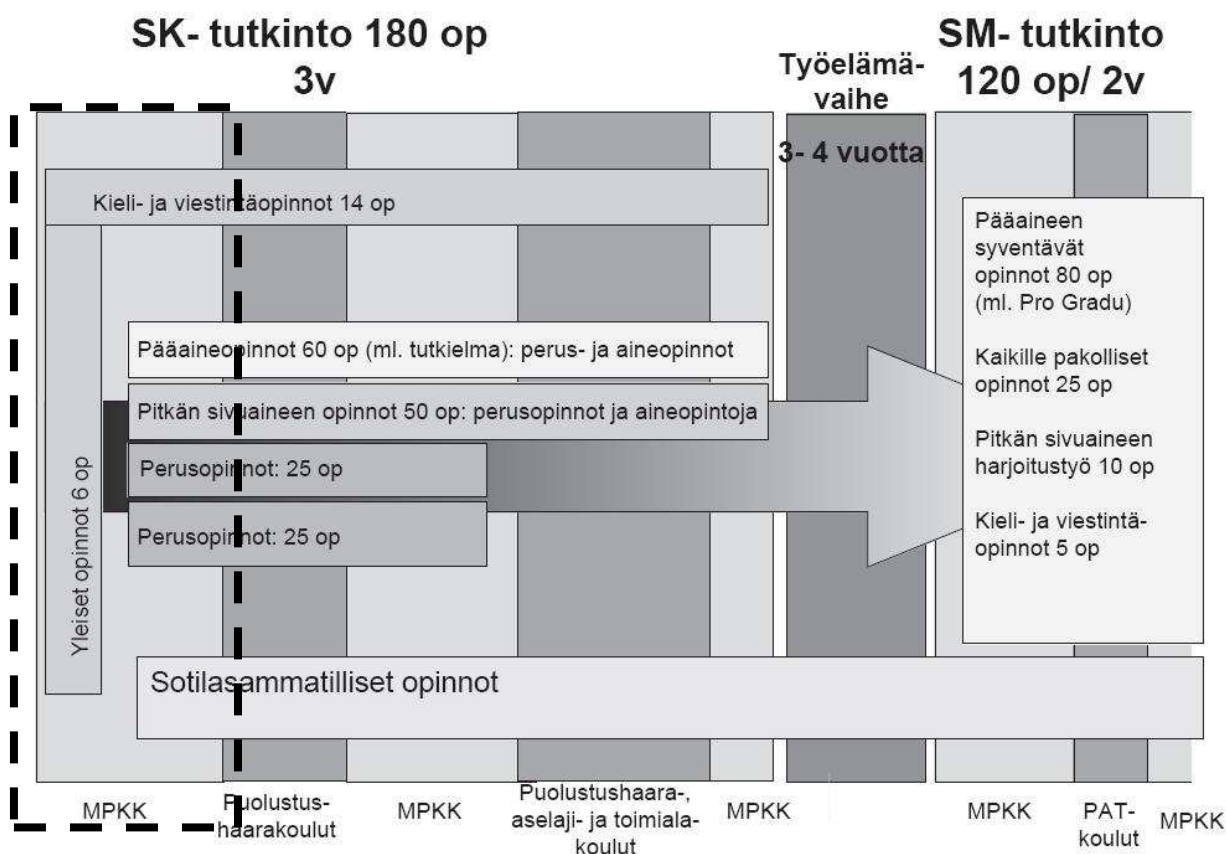 SK- tutkinto 180 op
3v
Työelämä-
vaihe
3- 4 vuotta
SM- tutkinto
120 op/ 2v
Kieli- ja viestintäopinnot 14 op
Pääaineopinnot 60 op (ml. tutkielma): perus- ja aineopinnot
Pitkän sivuaineen opinnot 50 op: perusopinnot ja aineopintoja
Perusopinnot: 25 op
Perusopinnot: 25 op
Yleiset opinnot 6 op
Sotilasammatilliset opinnot
Pääaineen
syventävät
opinnot 80 op
(ml. Pro Gradu)
Kaikille pakolliset
opinnot 25 op
Pitkän sivuaineen
harjoitustyö 10 op
Kieli- ja viestintä-
opinnot 5 op
MPKK
Puolustus-
haarakoulut
MPKK
Puolustushaara-,
aselaji- ja toimiala-
koulut
MPKK
MPKK
PAT-
koulut
MPKK